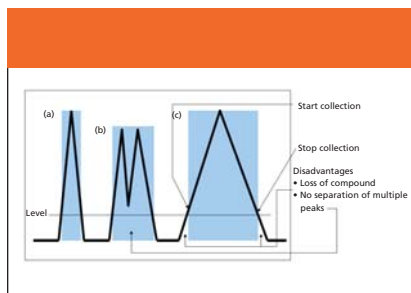 (a)
(b)
(c)
Start collection
Stop collection
Disadvantages
• Loss of compound
• No separation of multiple
peaks
Level